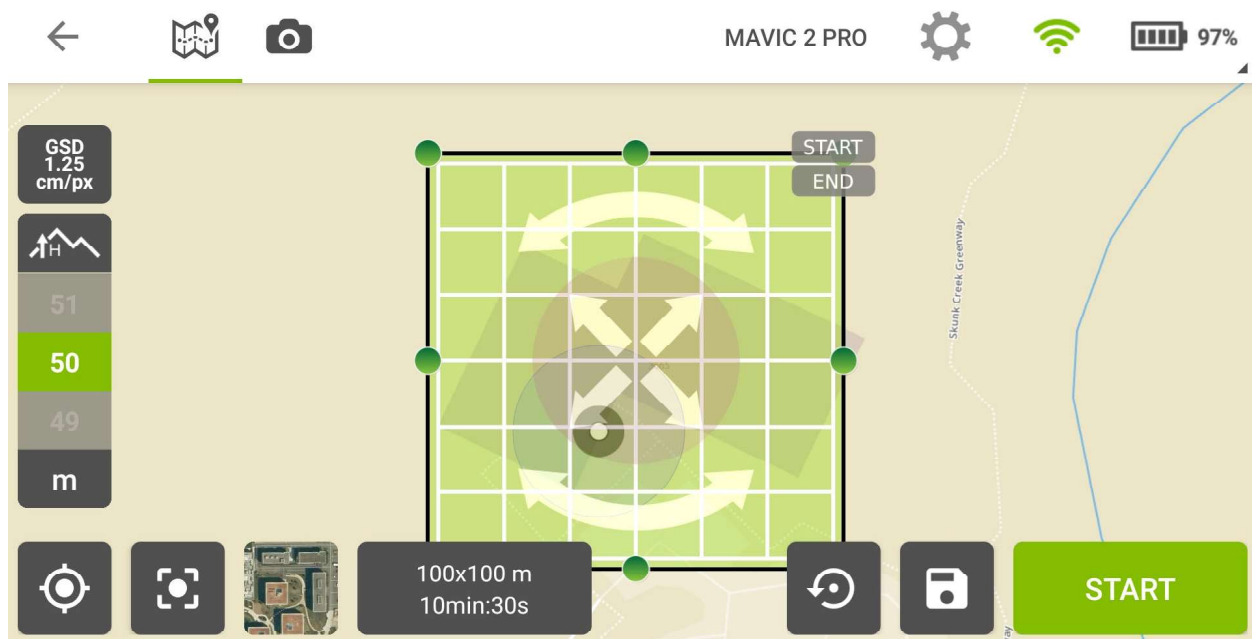 MAVIC 2 PRO
97%
GSD
1.25
cm/px
START
END
H
51
50
49
m
Skunk Creek Greenway
100x100 m
10min:30s
START